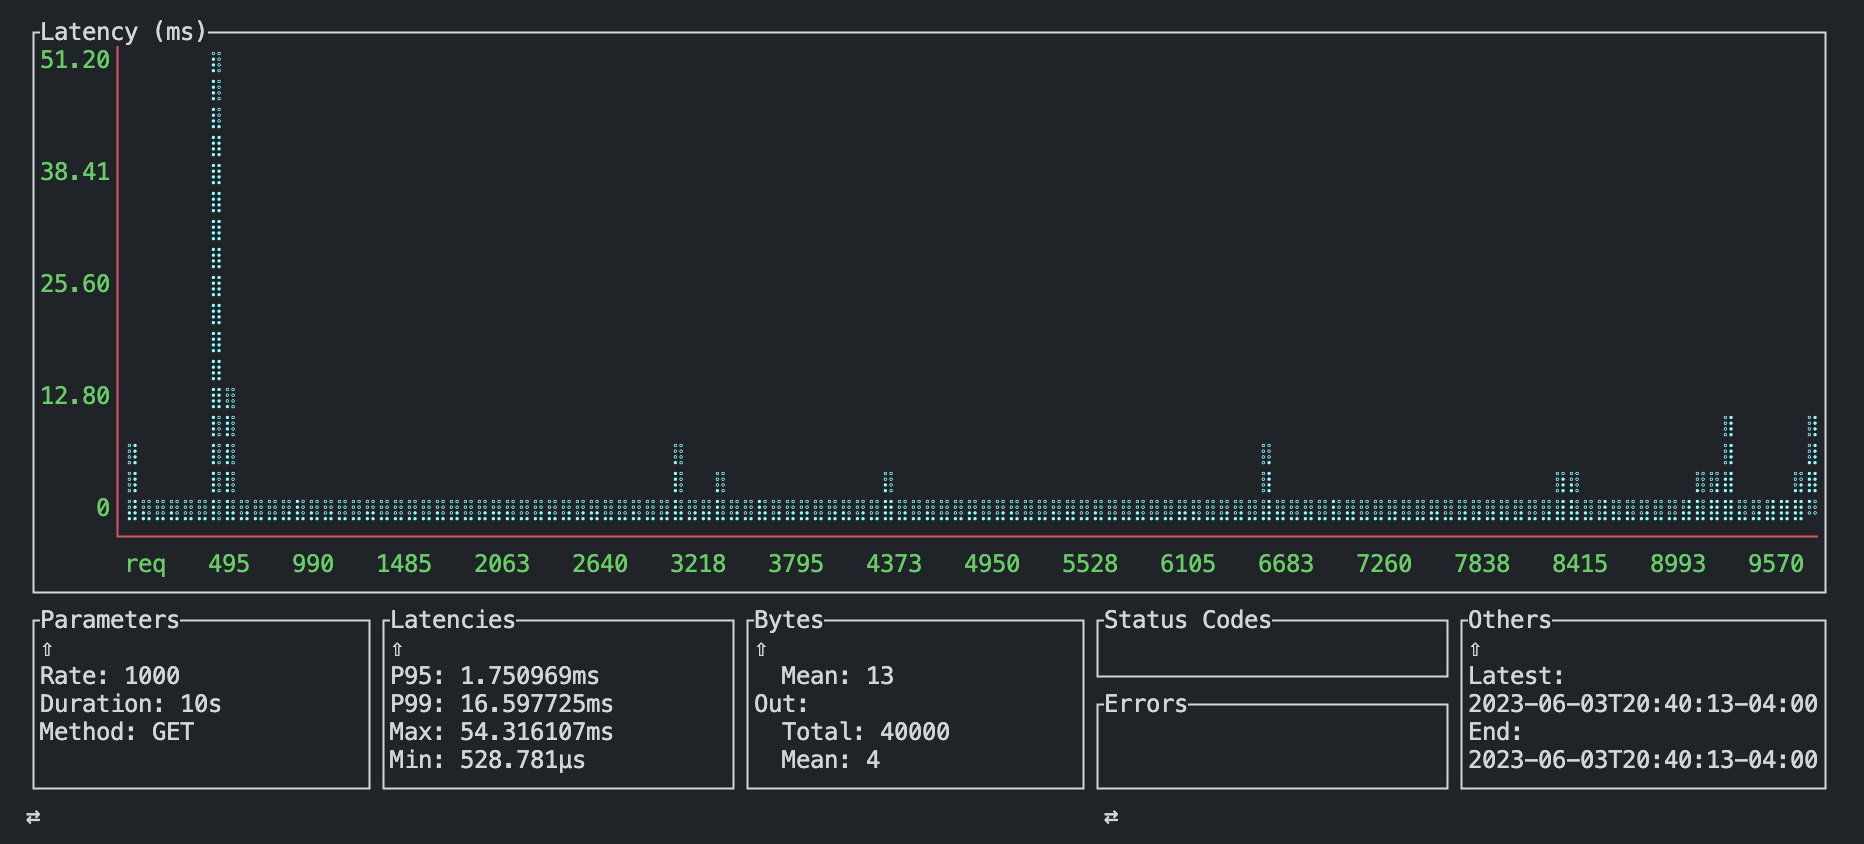 Latency (ms)
51.20
38.41
25.60
12.80
0
req 495 990 1485 2063 2640 3218 3795 4373 4950 5528 6105 6683 7260 7838 8415 8993 9570
Parameters
⇧
Rate: 1000
Duration: 10s
Method: GET
Latencies
⇧
P95: 1.750969ms
P99: 16.597725ms
Max: 54.316107ms
Min: 528.781µs
Bytes
⇧
Mean: 13
Out:
Total: 40000
Mean: 4
Status Codes
Errors
Others
⇧
Latest:
2023-06-03T20:40:13-04:00
End:
2023-06-03T20:40:13-04:00
⇄ ⇄